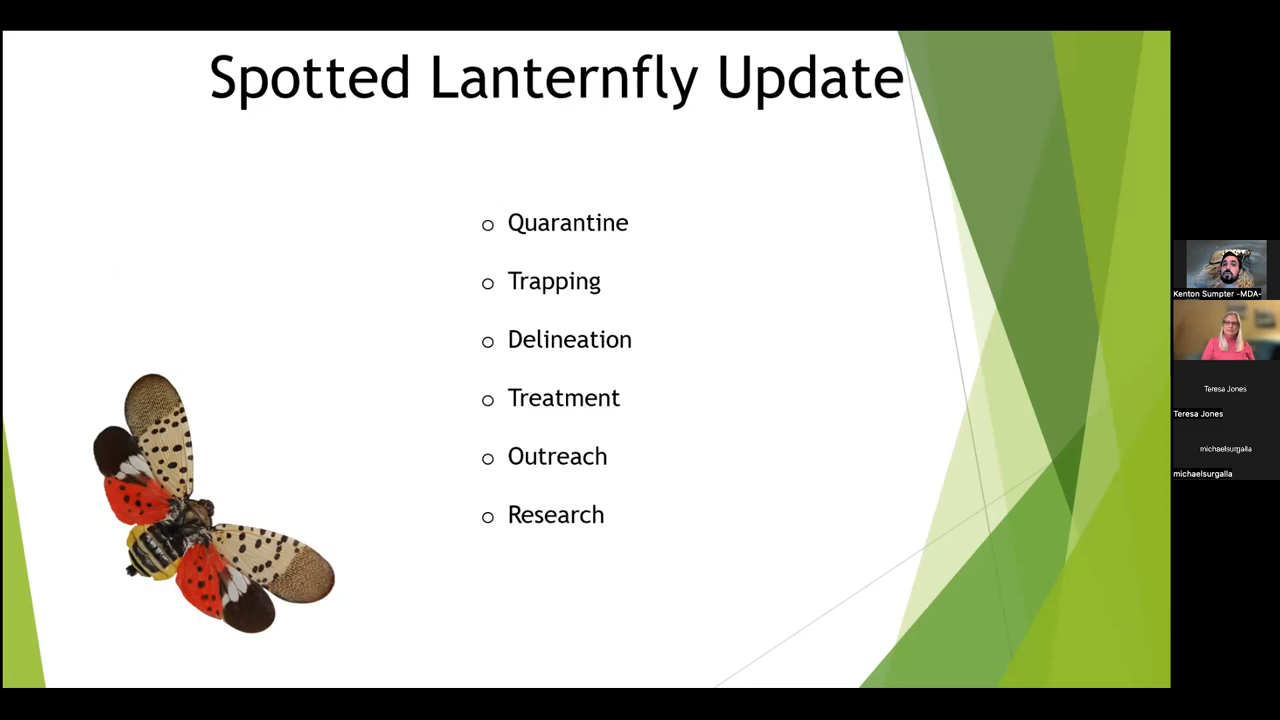 Spotted Lanternfly Update
Quarantine
Trapping
Delineation
Treatment
Outreach
Research
Kenton Sumpter -MDA-
Teresa Jones
Teresa Jones
michaelsurgalla
michaelsurgalla